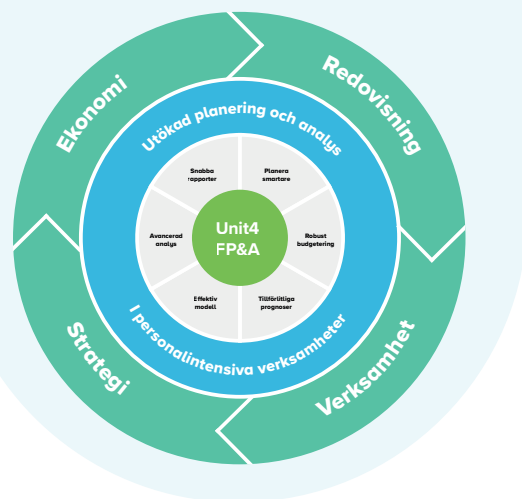 Ekonomi
Redovisning
Utökad planering och analys
Snabba
rapporter
Planera
smartare
Avancerad
analys
Unit4
FP&A
Robust
budgetering
Effektiv
modell
Tillförlitliga
prognoser
I personalintensiva verksamheter
Strategi
Verksamhet